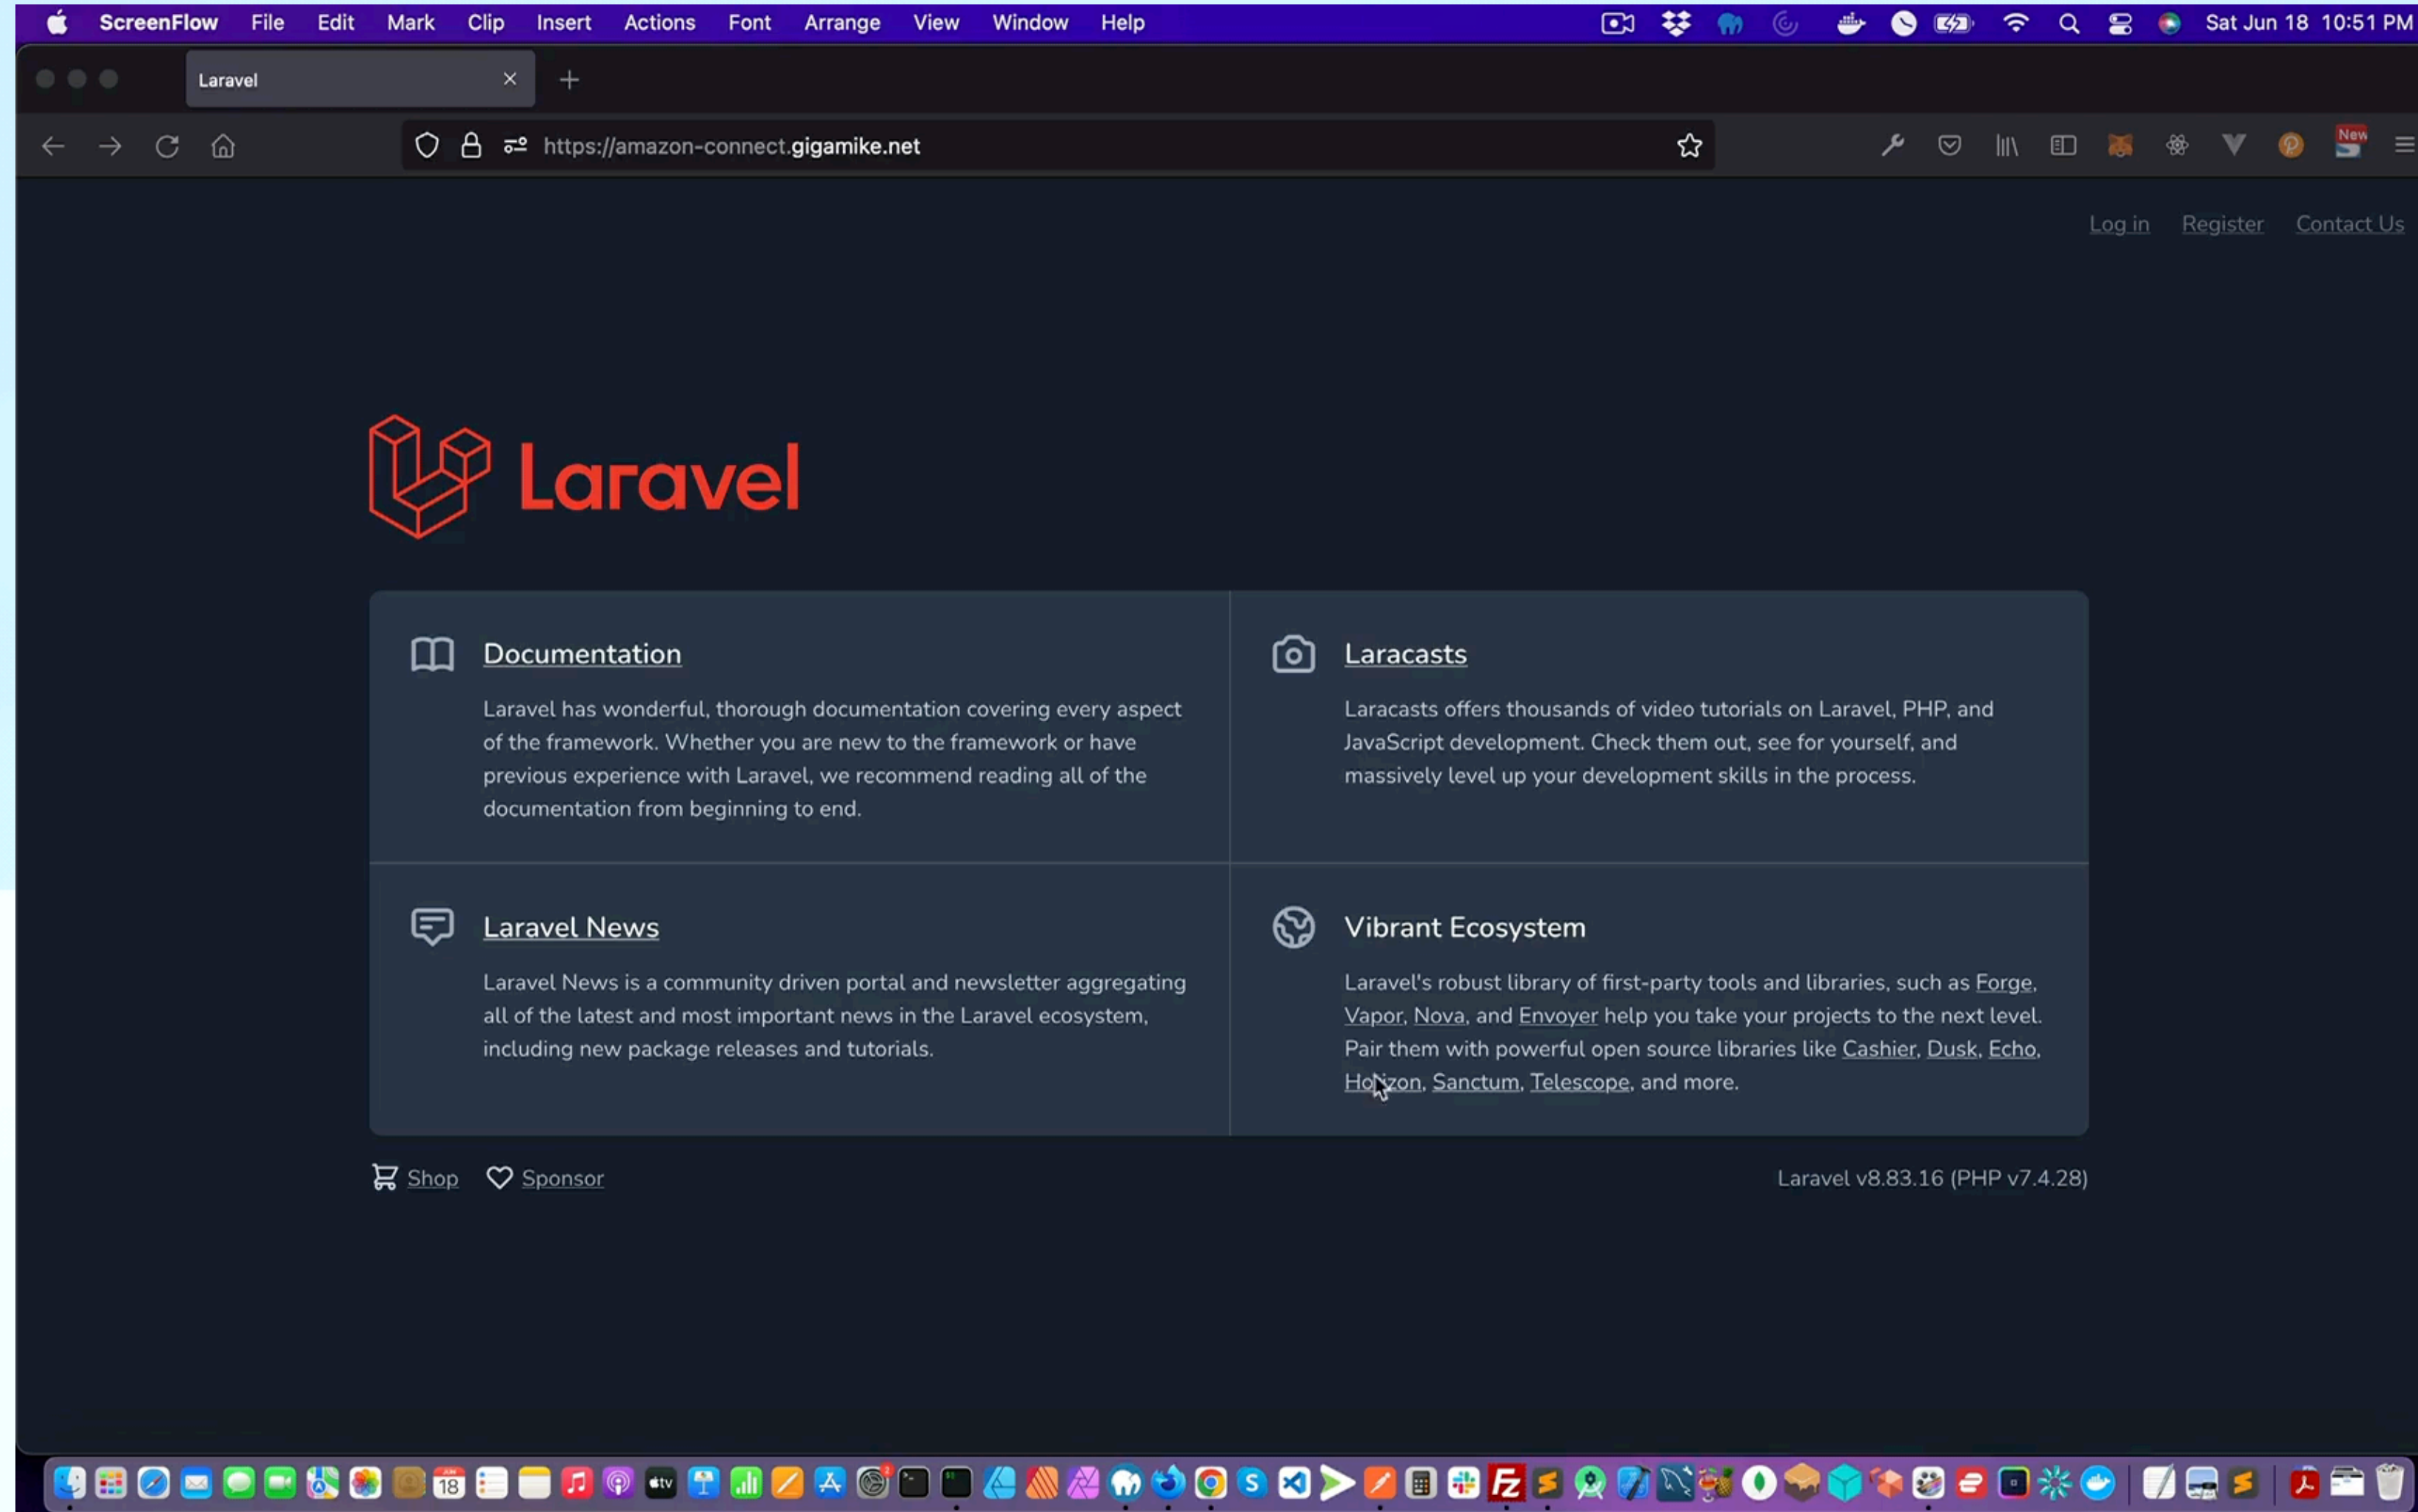 ScreenFlow File Edit Mark Clip Insert Actions Font Arrange View Window Help Sat Jun 18 10:51 PM
Laravel
https://amazon-connect.gigamike.net
New
Log in Register Contact Us
Laravel
Documentation
Laravel has wonderful, thorough documentation covering every aspect
of the framework. Whether you are new to the framework or have
previous experience with Laravel, we recommend reading all of the
documentation from beginning to end.
Laracasts
Laracasts offers thousands of video tutorials on Laravel, PHP, and
JavaScript development. Check them out, see for yourself, and
massively level up your development skills in the process.
Laravel News
Laravel News is a community driven portal and newsletter aggregating
all of the latest and most important news in the Laravel ecosystem,
including new package releases and tutorials.
Vibrant Ecosystem
Laravel's robust library of first-party tools and libraries, such as Forge,
Vapor, Nova, and Envoyer help you take your projects to the next level.
Pair them with powerful open source libraries like Cashier, Dusk, Echo,
Horizon, Sanctum, Telescope, and more.
Shop Sponsor
Laravel v8.83.16 (PHP v7.4.28)
18
tv
Fz